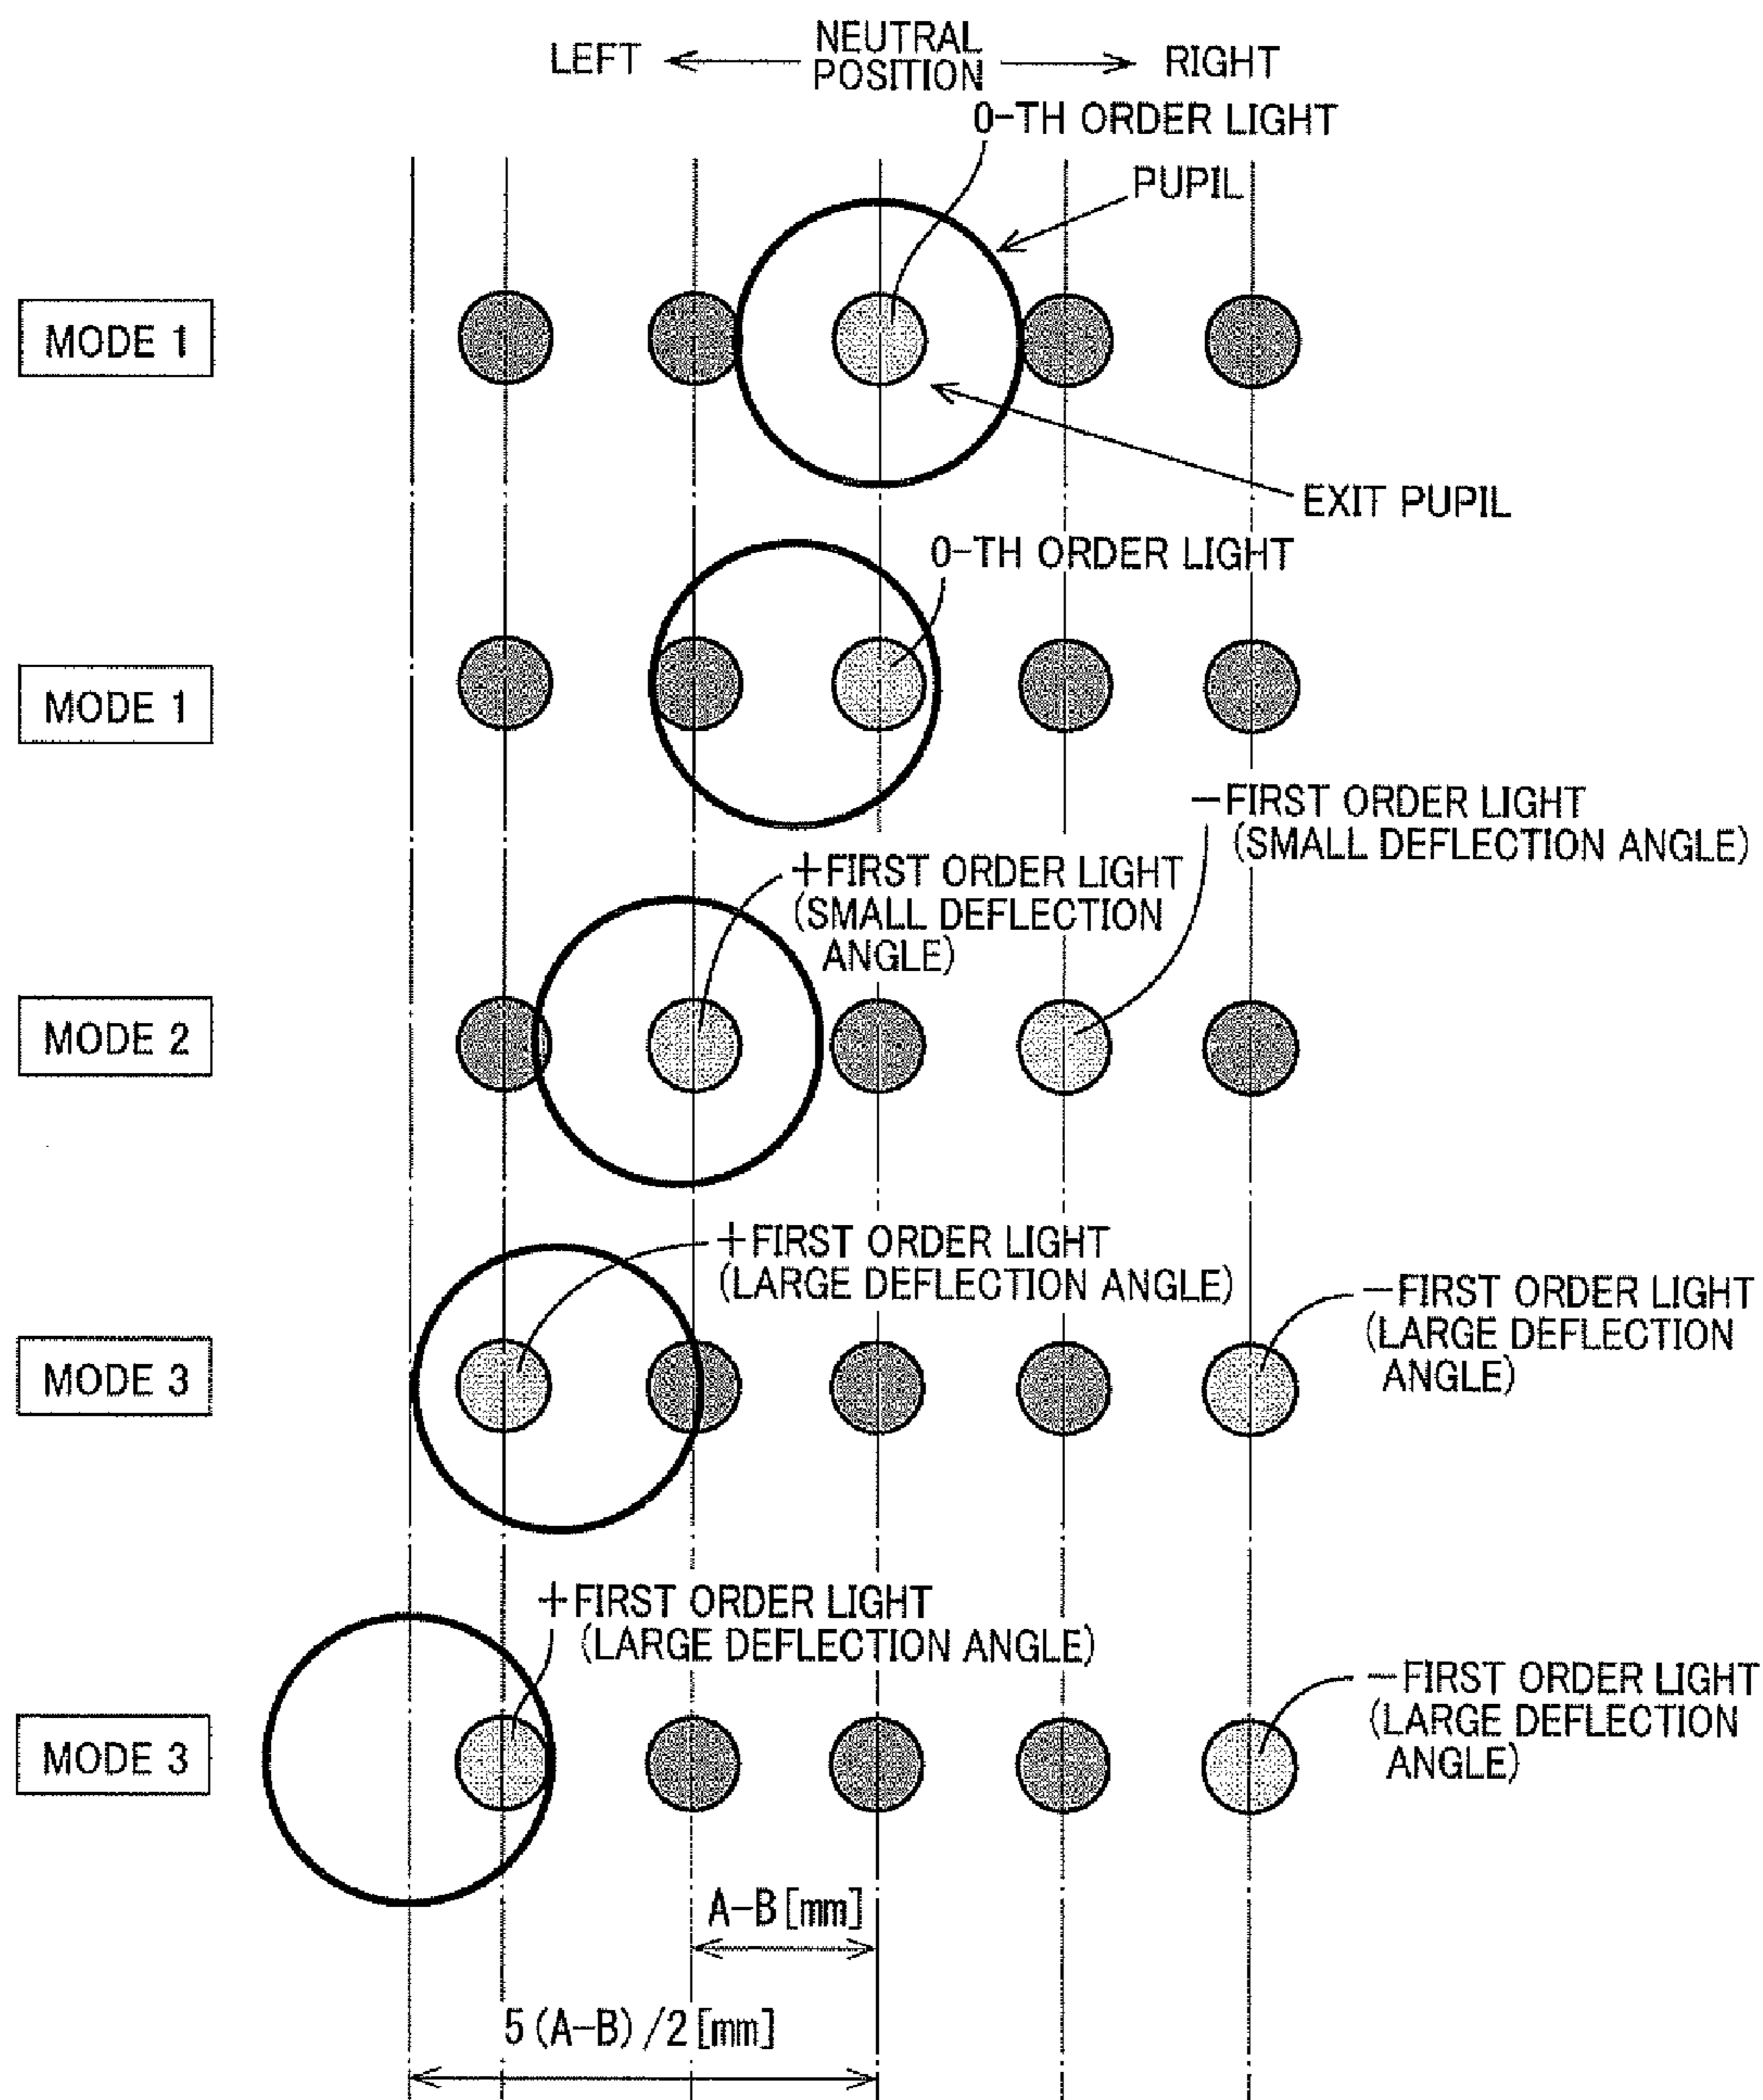 LEFT
NEUTRAL
POSITION
RIGHT
0-TH ORDER LIGHT
PUPIL
MODE 1
EXIT PUPIL
0-TH ORDER LIGHT
MODE 1
−FIRST ORDER LIGHT
(SMALL DEFLECTION ANGLE)
+FIRST ORDER LIGHT
(SMALL DEFLECTION
ANGLE)
MODE 2
+FIRST ORDER LIGHT
(LARGE DEFLECTION ANGLE)
−FIRST ORDER LIGHT
(LARGE DEFLECTION
ANGLE)
MODE 3
+FIRST ORDER LIGHT
(LARGE DEFLECTION ANGLE)
−FIRST ORDER LIGHT
(LARGE DEFLECTION
ANGLE)
MODE 3
A-B[mm]
5(A-B)/2[mm]